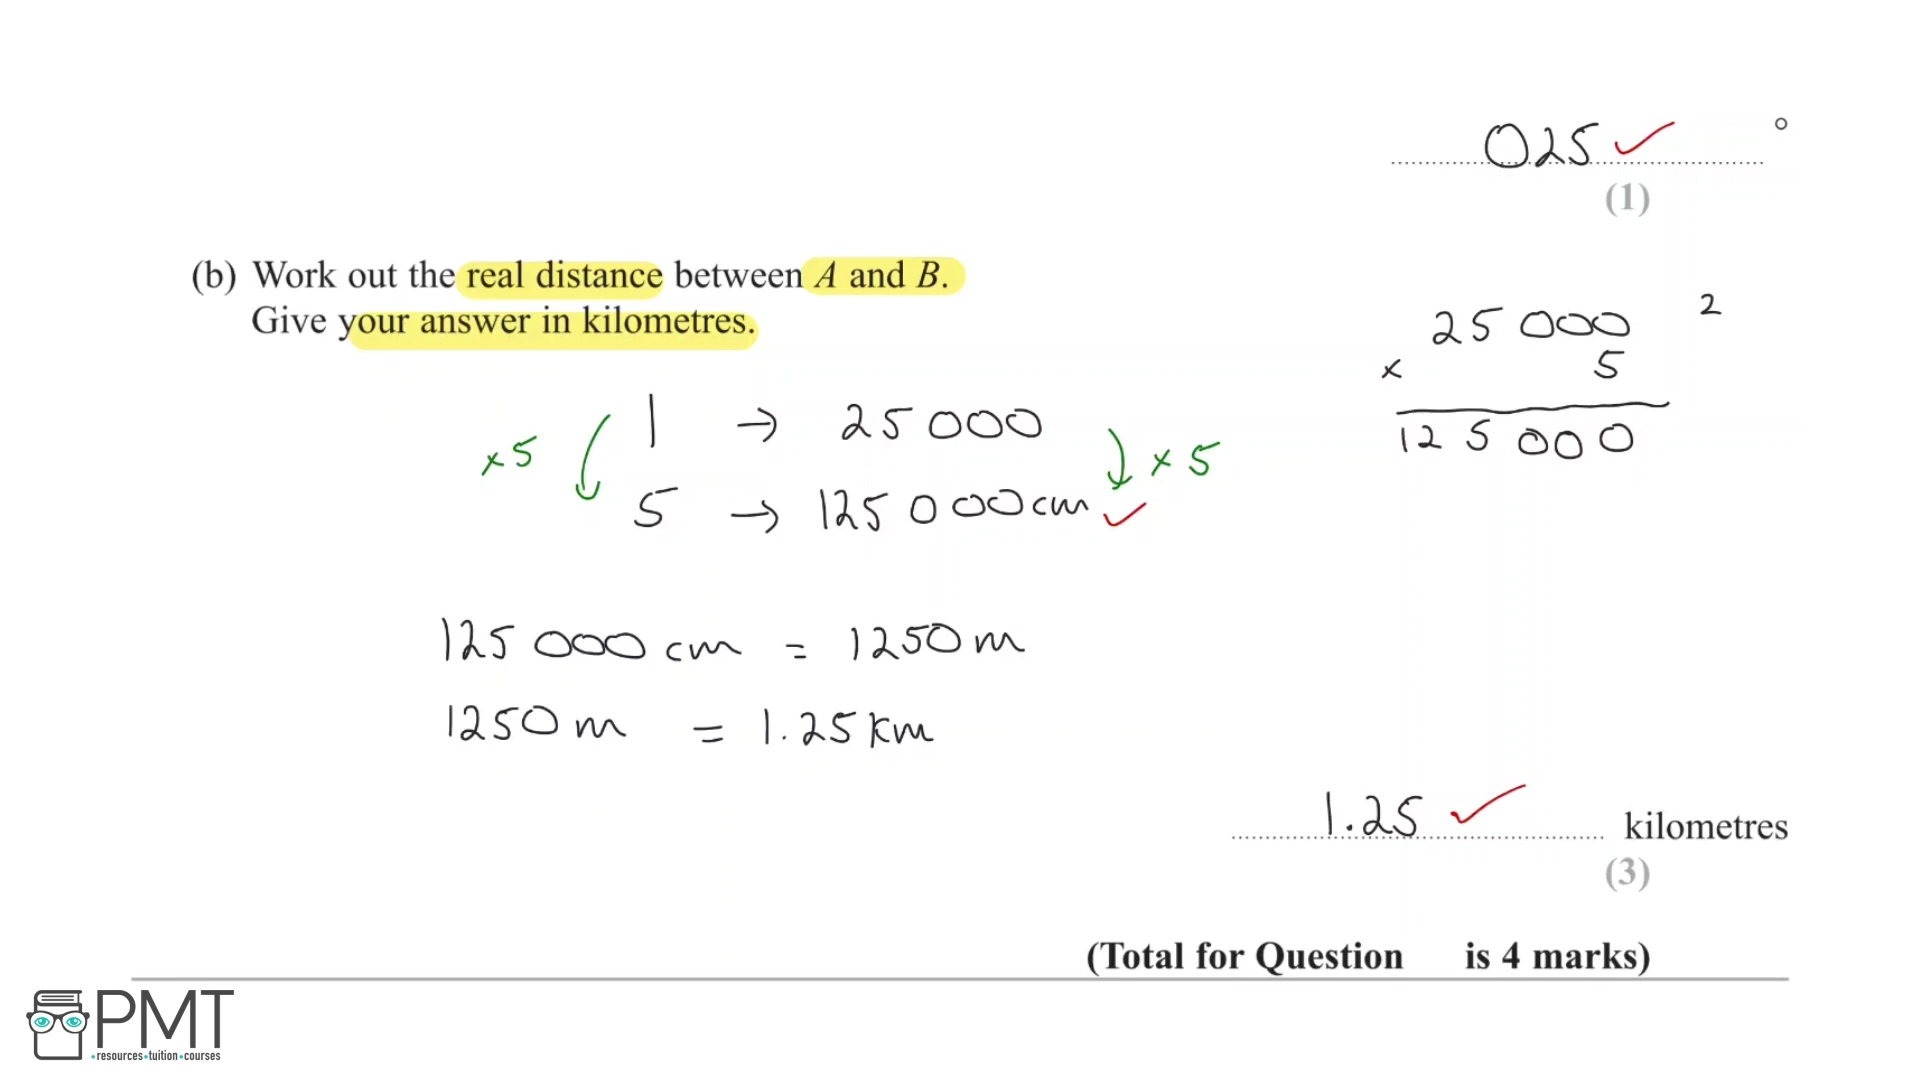 025 °
(1)
(b) Work out the real distance between A and B.
Give your answer in kilometres.
25 000 2
× 5
125 000
1 → 25 000
×5 ×5
5 → 125 000 cm
125 000 cm = 1250 m
1250 m = 1.25 km
1.25 kilometres
(3)
(Total for Question is 4 marks)
PMT
•resources•tuition•courses